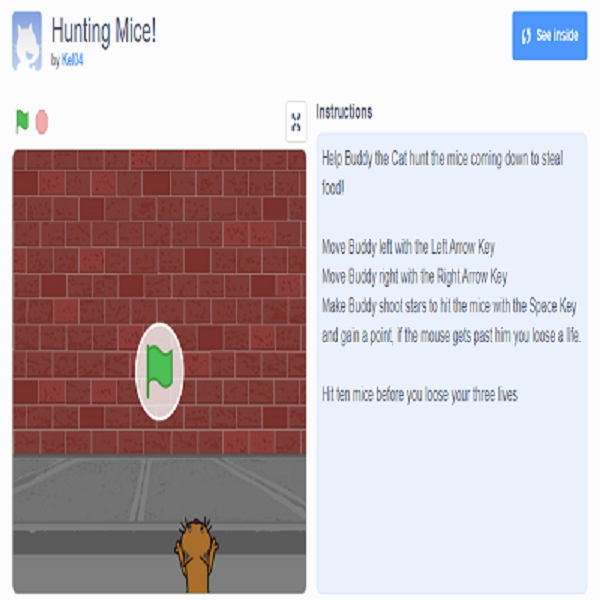 Hunting Mice!
by Kel04
See inside
Instructions
Help Buddy the Cat hunt the mice coming down to steal
food!
Move Buddy left with the Left Arrow Key
Move Buddy right with the Right Arrow Key
Make Buddy shoot stars to hit the mice with the Space Key
and gain a point, if the mouse gets past him you loose a life.
Hit ten mice before you loose your three lives